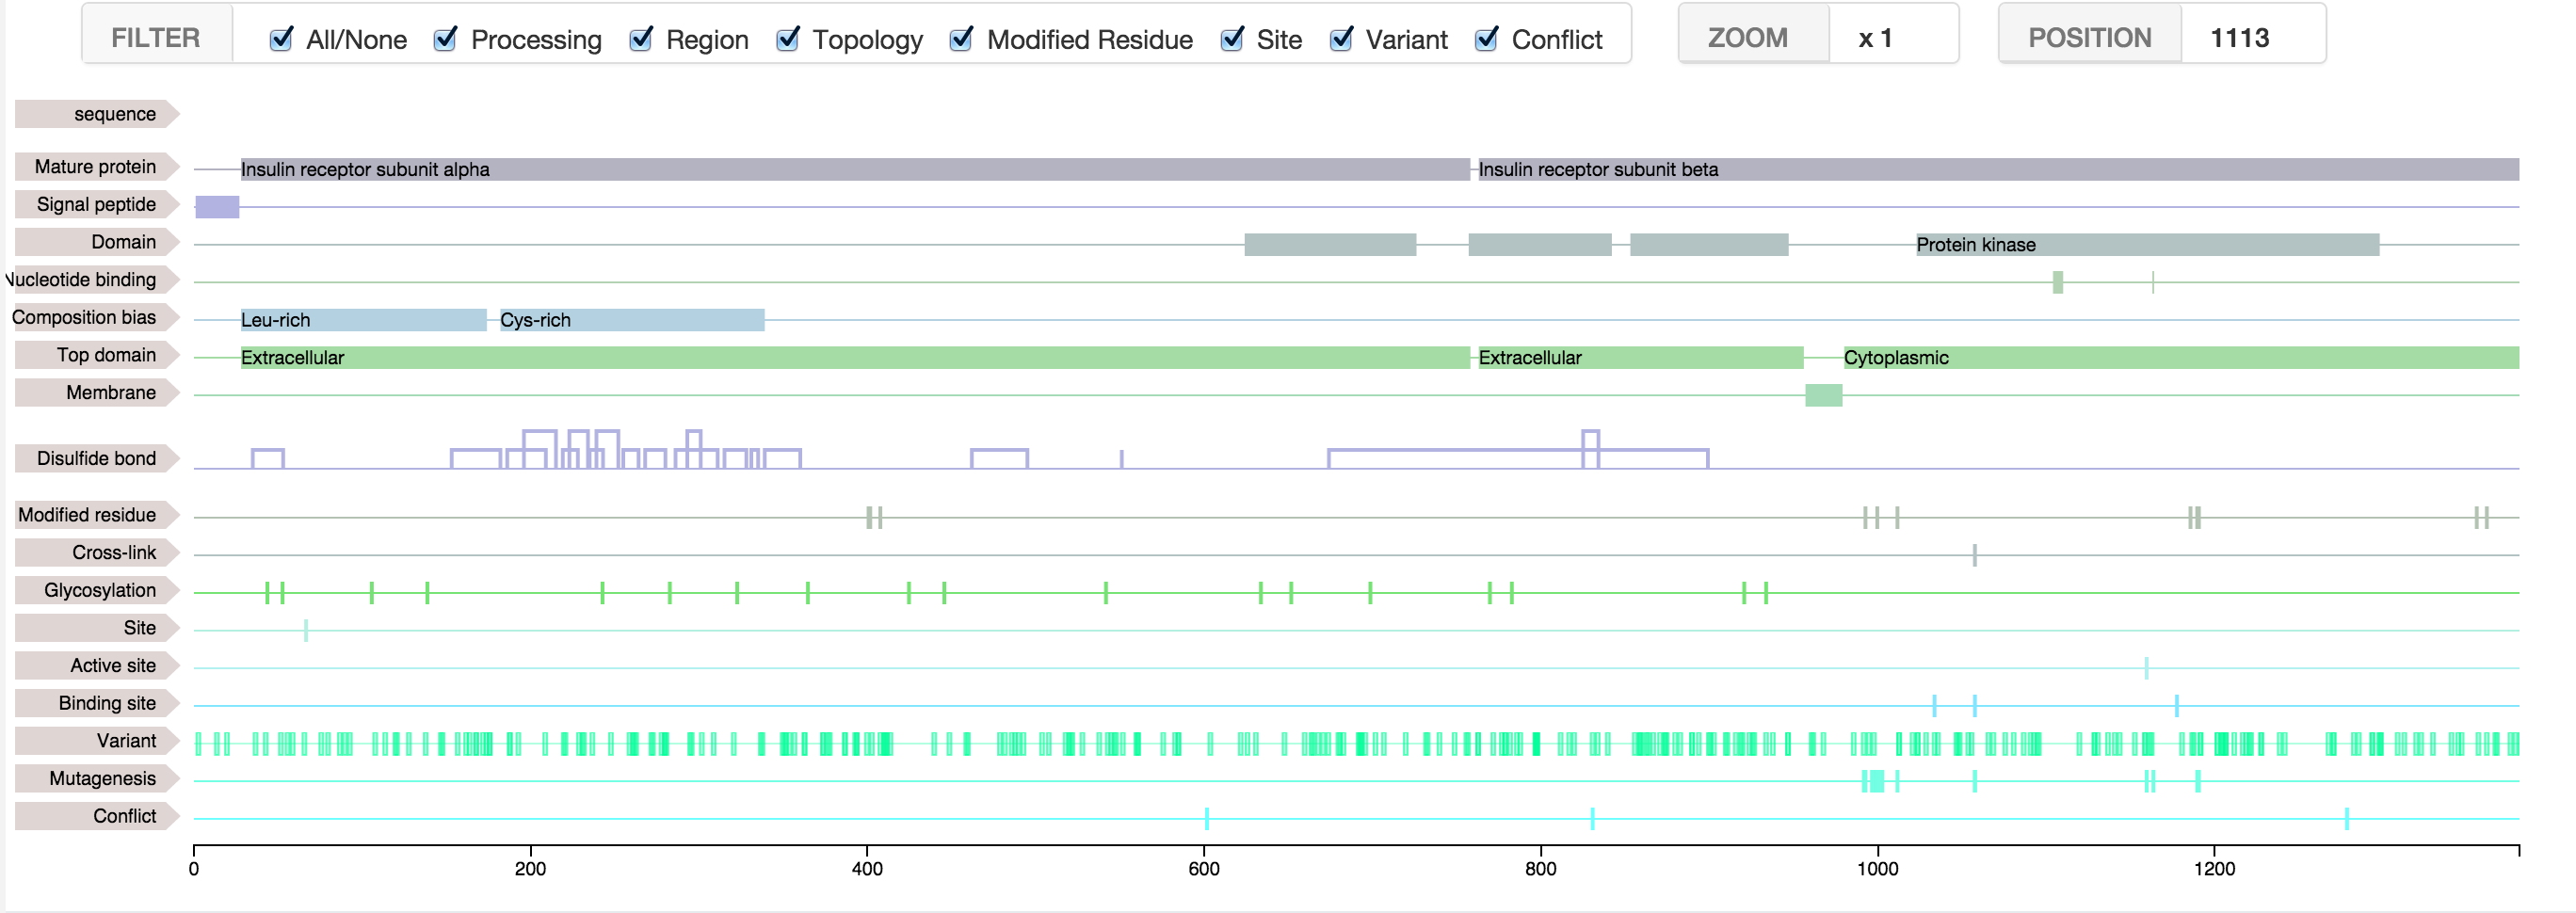 FILTER All/None Processing Region Topology Modified Residue Site Variant Conflict ZOOM x 1 POSITION 1113
sequence
Mature protein Insulin receptor subunit alpha Insulin receptor subunit beta
Signal peptide
Domain Protein kinase
Nucleotide binding
Composition bias Leu-rich Cys-rich
Top domain Extracellular Extracellular Cytoplasmic
Membrane
Disulfide bond
Modified residue
Cross-link
Glycosylation
Site
Active site
Binding site
Variant
Mutagenesis
Conflict
0 200 400 600 800 1000 1200